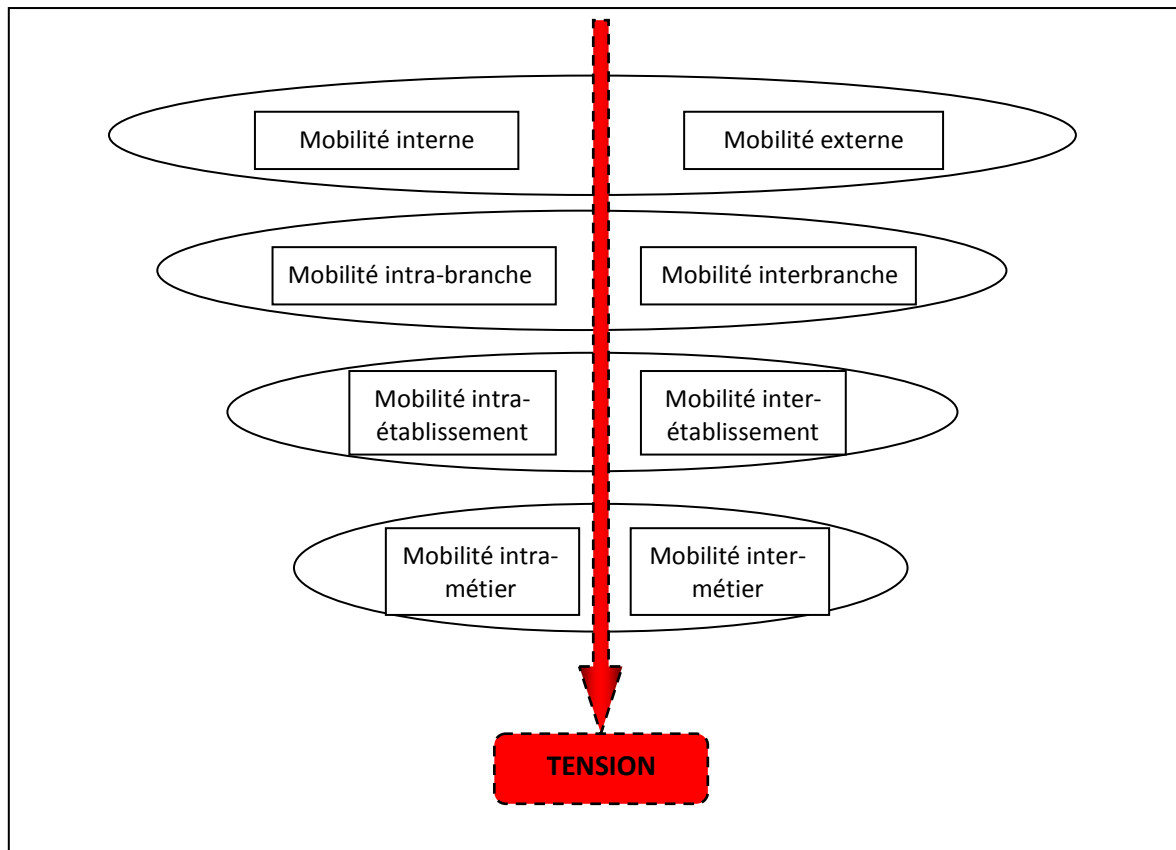 Mobilité interne
Mobilité externe
Mobilité intra-branche
Mobilité interbranche
Mobilité intra-
établissement
Mobilité inter-
établissement
Mobilité intra-
métier
Mobilité inter-
métier
TENSION